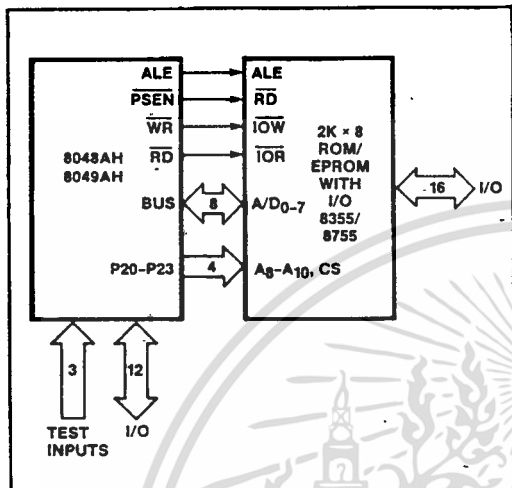 ALE
PSEN
WR
RD
8048AH
8049AH
BUS
P20-P23
ALE
RD
IOW
IOR
2K × 8
ROM/
EPROM
WITH
I/O
8355/
8755
A/D0-7
A8-A10, CS
8
4
16
I/O
3
12
TEST
INPUTS
I/O